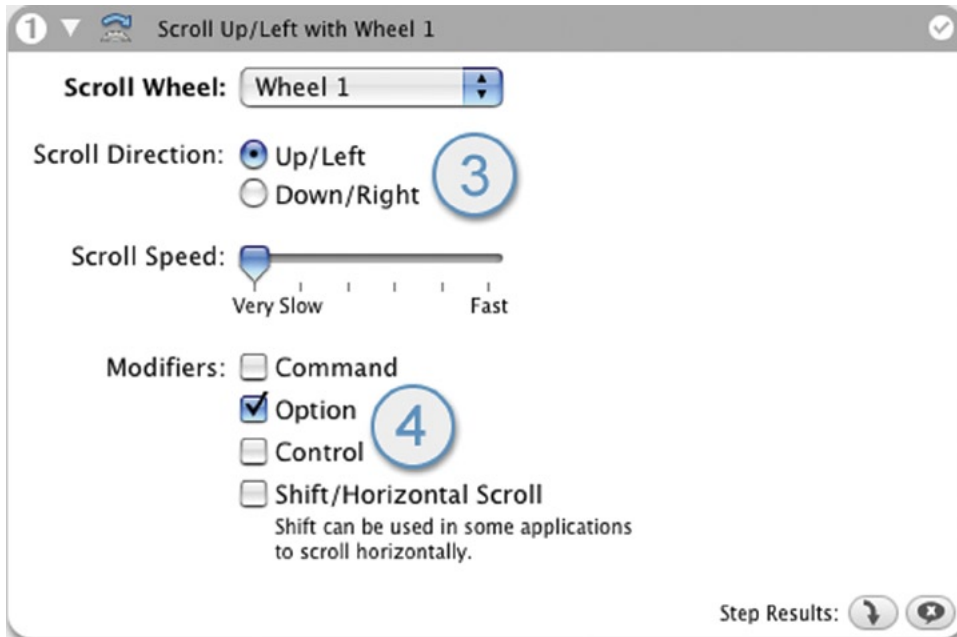 1 Scroll Up/Left with Wheel 1
Scroll Wheel: Wheel 1
Scroll Direction: Up/Left
Down/Right
3
Scroll Speed:
Very Slow Fast
Modifiers: Command
Option
4
Control
Shift/Horizontal Scroll
Shift can be used in some applications
to scroll horizontally.
Step Results: